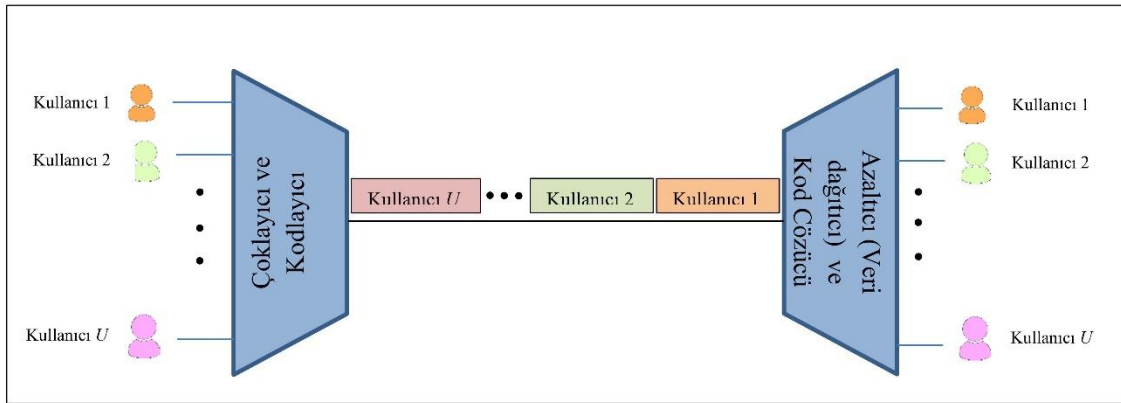 Kullanıcı 1
Kullanıcı 2
Kullanıcı U
Çoklayıcı ve
Kodlayıcı
Kullanıcı U
Kullanıcı 2
Kullanıcı 1
Azaltıcı (Veri
dağıtıcı) ve
Kod Cözücü
Kullanıcı 1
Kullanıcı 2
Kullanıcı U